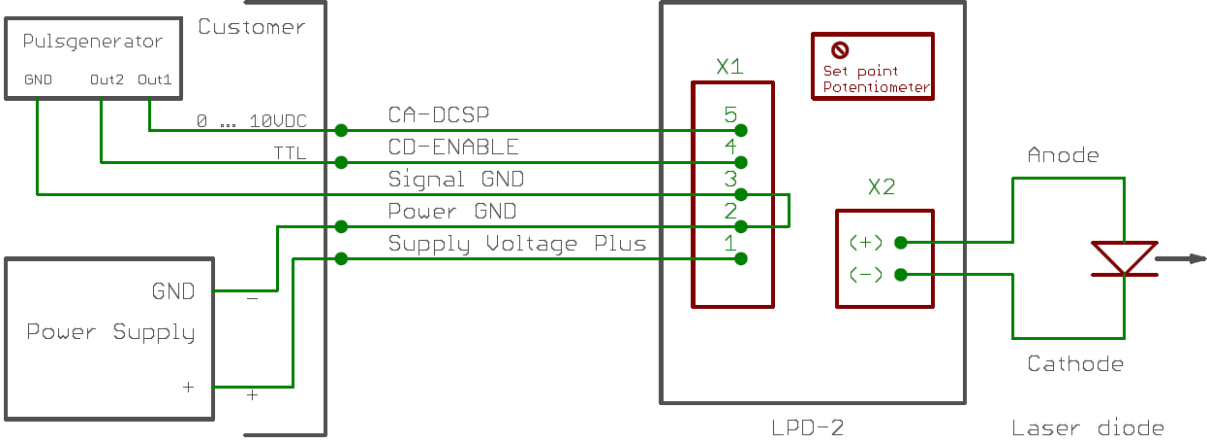 Customer
Pulsgenerator
GND Out2 Out1
0 ... 10VDC
TTL
CA-DCSP
CD-ENABLE
Signal GND
Power GND
Supply Voltage Plus
GND
-
Power Supply
+
+
X1
5
4
3
2
1
Set point
Potentiometer
X2
(+)
(-)
LPD-2
Anode
Cathode
Laser diode